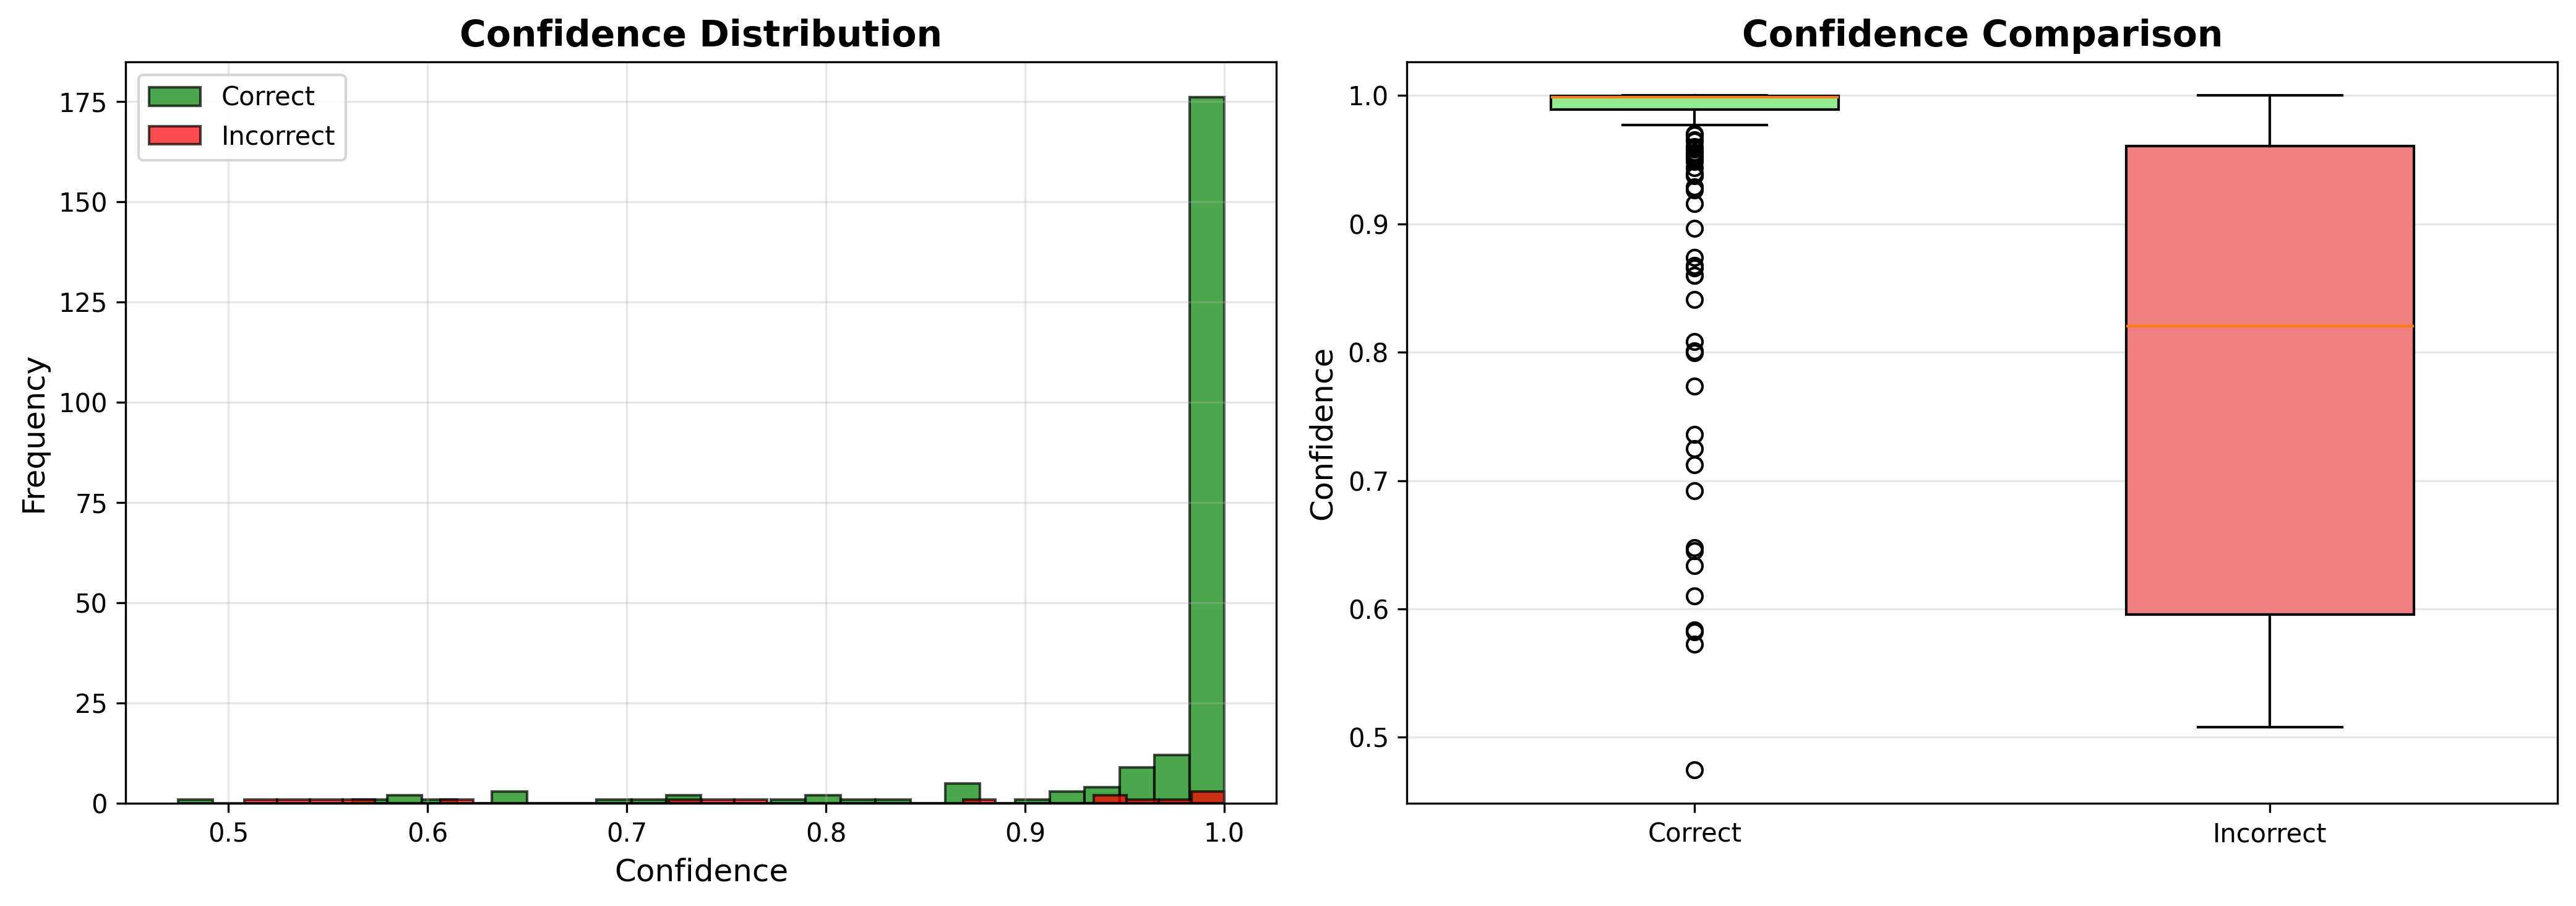 Confidence Distribution
Correct
Incorrect
Frequency
175
150
125
100
75
50
25
0
0.5 0.6 0.7 0.8 0.9 1.0
Confidence
Confidence Comparison
Confidence
1.0
0.9
0.8
0.7
0.6
0.5
Correct Incorrect